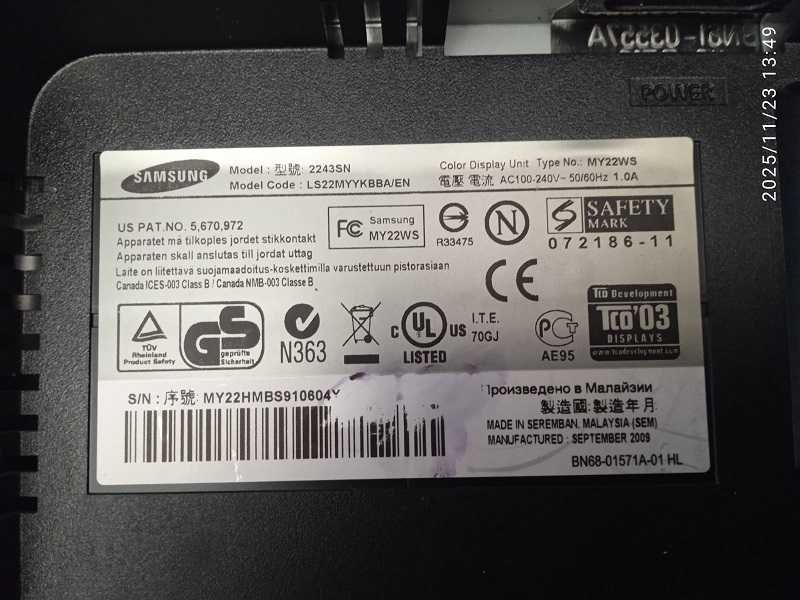 POWER
2025/11/23 13:49
SAMSUNG
Model : 型號: 2243SN
Model Code : LS22MYYKBBA/EN
Color Display Unit Type No.: MY22WS
電壓 電流 AC100-240V~ 50/60Hz 1.0A
US PAT.NO. 5,670,972
Apparatet må tilkoples jordet stikkontakt
Apparaten skall anslutas till jordat uttag
Laite on liitettävä suojamaadoitus-koskettimilla varustettuun pistorasiaan
Canada ICES-003 Class B / Canada NMB-003 Classe B
FC Samsung
MY22WS
R33475
N
S SAFETY
MARK
072186-11
CE
TÜV
Rheinland
Product Safety
GS
geprüfte
Sicherheit
N363
C UL US
LISTED
I.T.E.
70GJ
AE95
TCO Development
TCO'03
DISPLAYS
www.tcodevelopment.com
S/N : 序號: MY22HMBS910604Y
Произведено в Малайзии
製造國: 製造年月
MADE IN SEREMBAN, MALAYSIA (SEM)
MANUFACTURED : SEPTEMBER 2009
BN68-01571A-01 HL